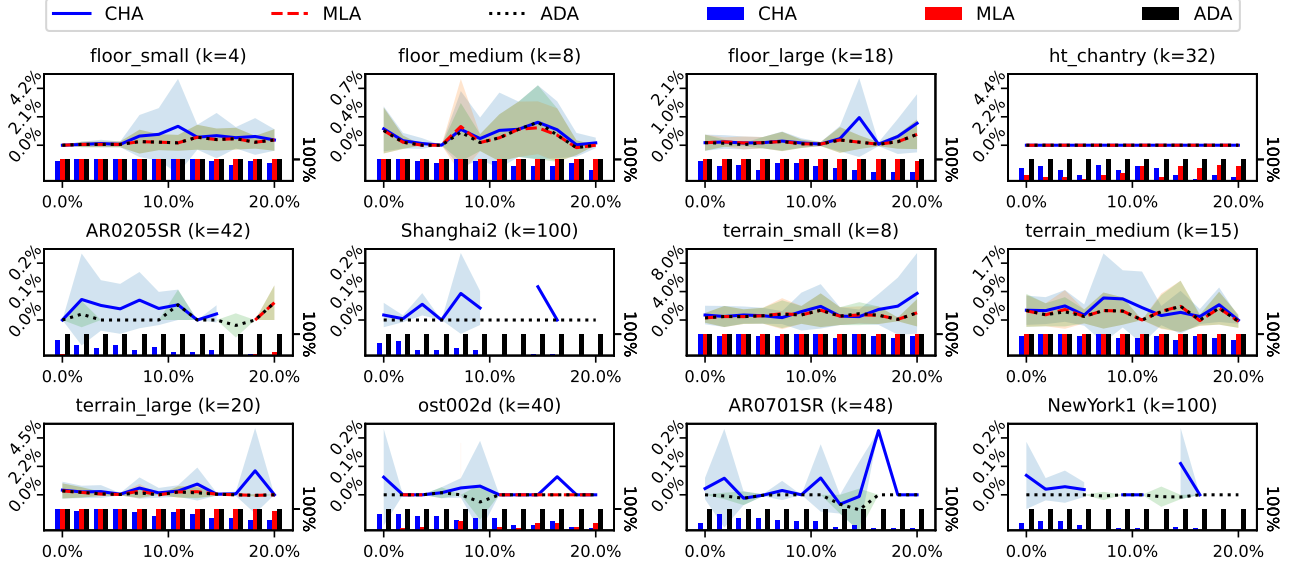 CHA MLA ADA CHA MLA ADA
floor_small (k=4) floor_medium (k=8) floor_large (k=18) ht_chantry (k=32)
4.2% 0.7% 2.1% 4.4%
2.1% 0.4% 1.0% 2.2%
0.0% 0.0% 0.0% 0.0%
100% 100% 100% 100%
0.0% 10.0% 20.0% 0.0% 10.0% 20.0% 0.0% 10.0% 20.0% 0.0% 10.0% 20.0%
AR0205SR (k=42) Shanghai2 (k=100) terrain_small (k=8) terrain_medium (k=15)
0.2% 0.2% 8.0% 1.7%
0.1% 0.1% 4.0% 0.9%
0.0% 0.0% 0.0% 0.0%
100% 100% 100% 100%
0.0% 10.0% 20.0% 0.0% 10.0% 20.0% 0.0% 10.0% 20.0% 0.0% 10.0% 20.0%
terrain_large (k=20) ost002d (k=40) AR0701SR (k=48) NewYork1 (k=100)
4.5% 0.2% 0.2% 0.2%
2.2% 0.1% 0.1% 0.1%
0.0% 0.0% 0.0% 0.0%
100% 100% 100% 100%
0.0% 10.0% 20.0% 0.0% 10.0% 20.0% 0.0% 10.0% 20.0% 0.0% 10.0% 20.0%